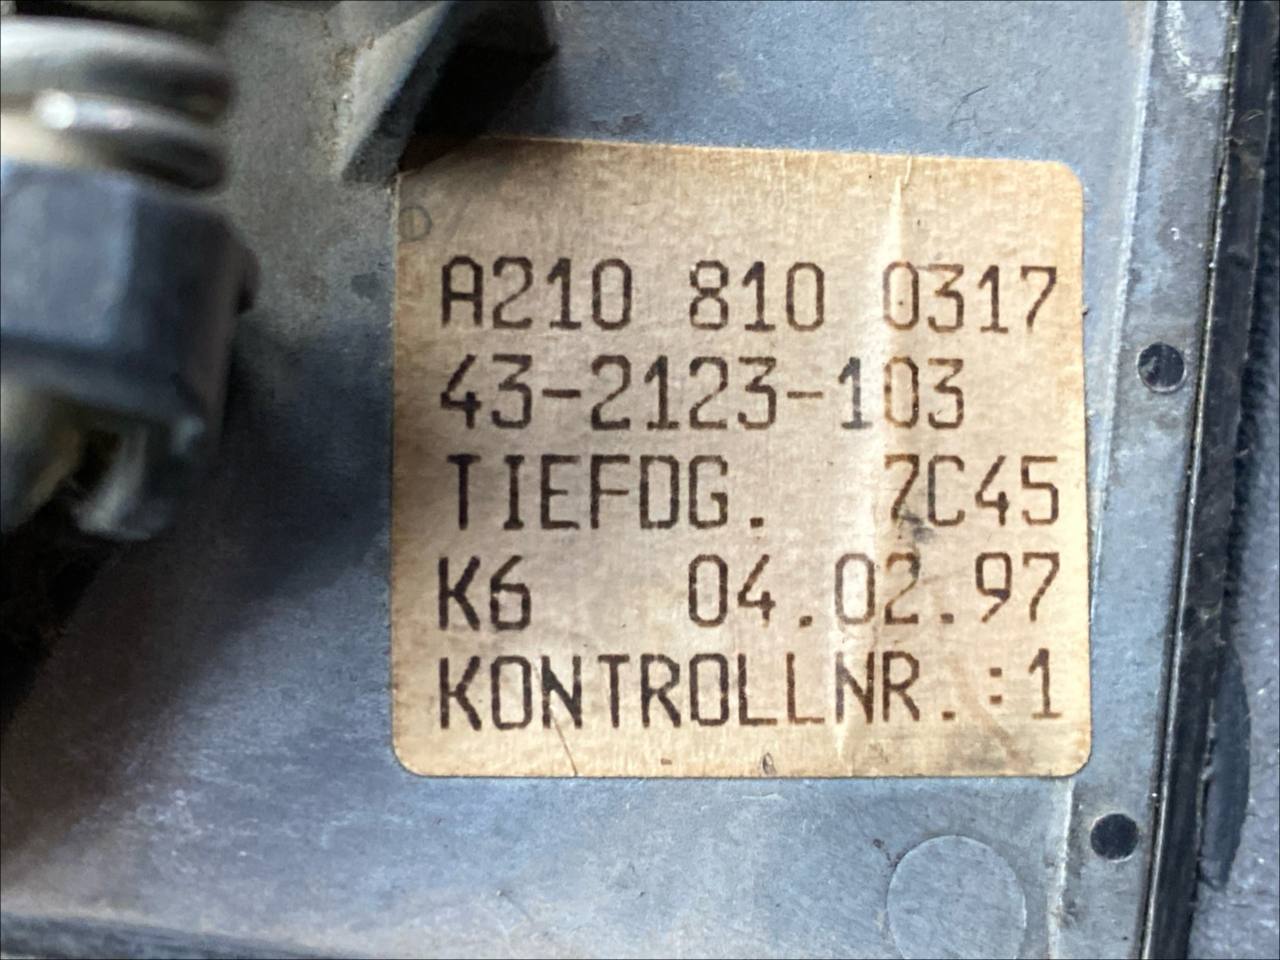 A210 810 0317
43-2123-103
TIEFDG. 7C45
K6 04.02.97
KONTROLLNR.:1